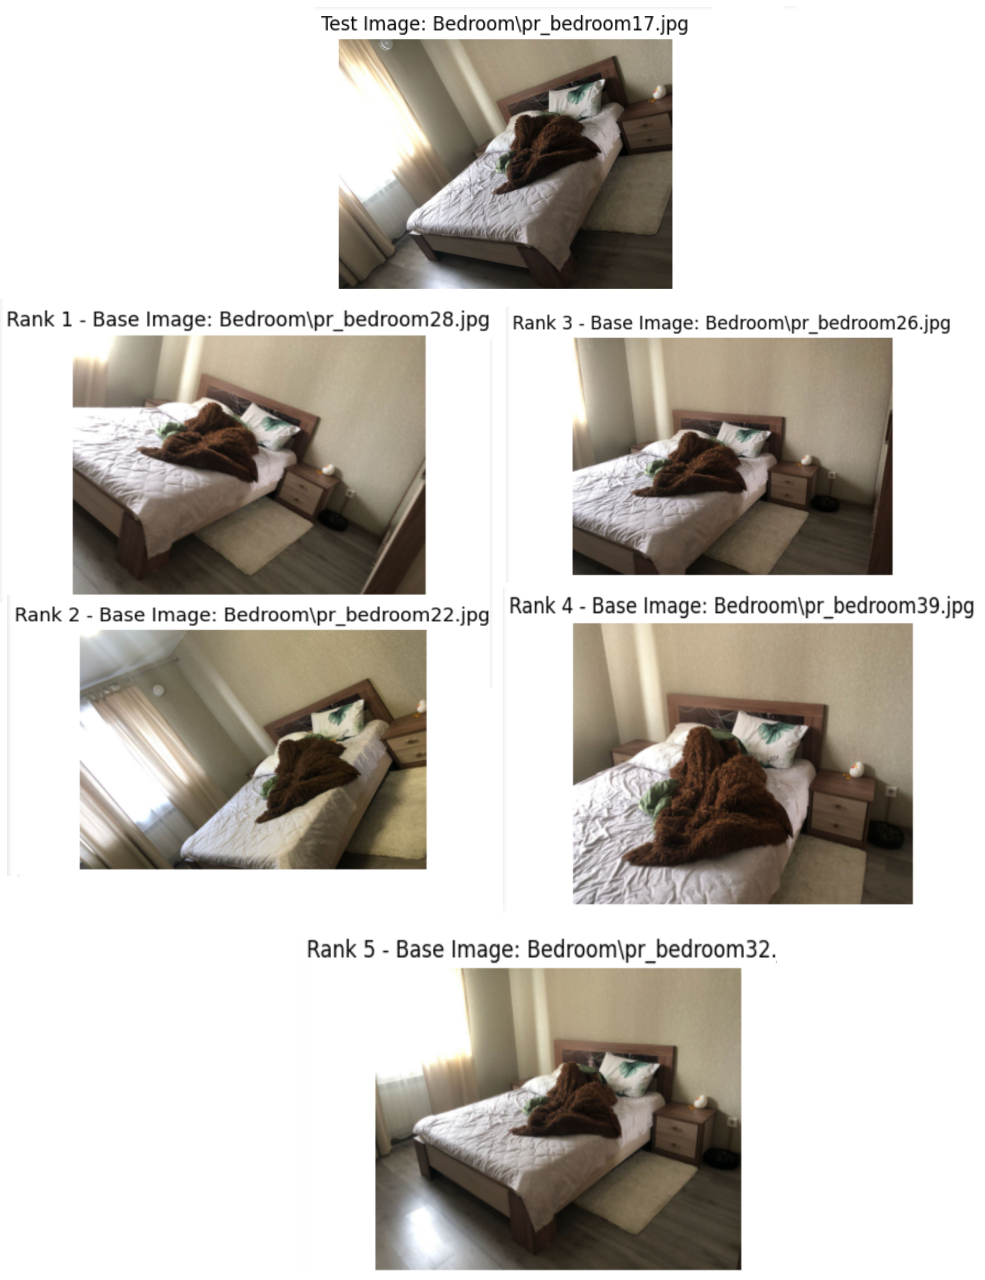 Test Image: Bedroom\pr_bedroom17.jpg
Rank 1 - Base Image: Bedroom\pr_bedroom28.jpg
Rank 3 - Base Image: Bedroom\pr_bedroom26.jpg
Rank 2 - Base Image: Bedroom\pr_bedroom22.jpg
Rank 4 - Base Image: Bedroom\pr_bedroom39.jpg
Rank 5 - Base Image: Bedroom\pr_bedroom32.